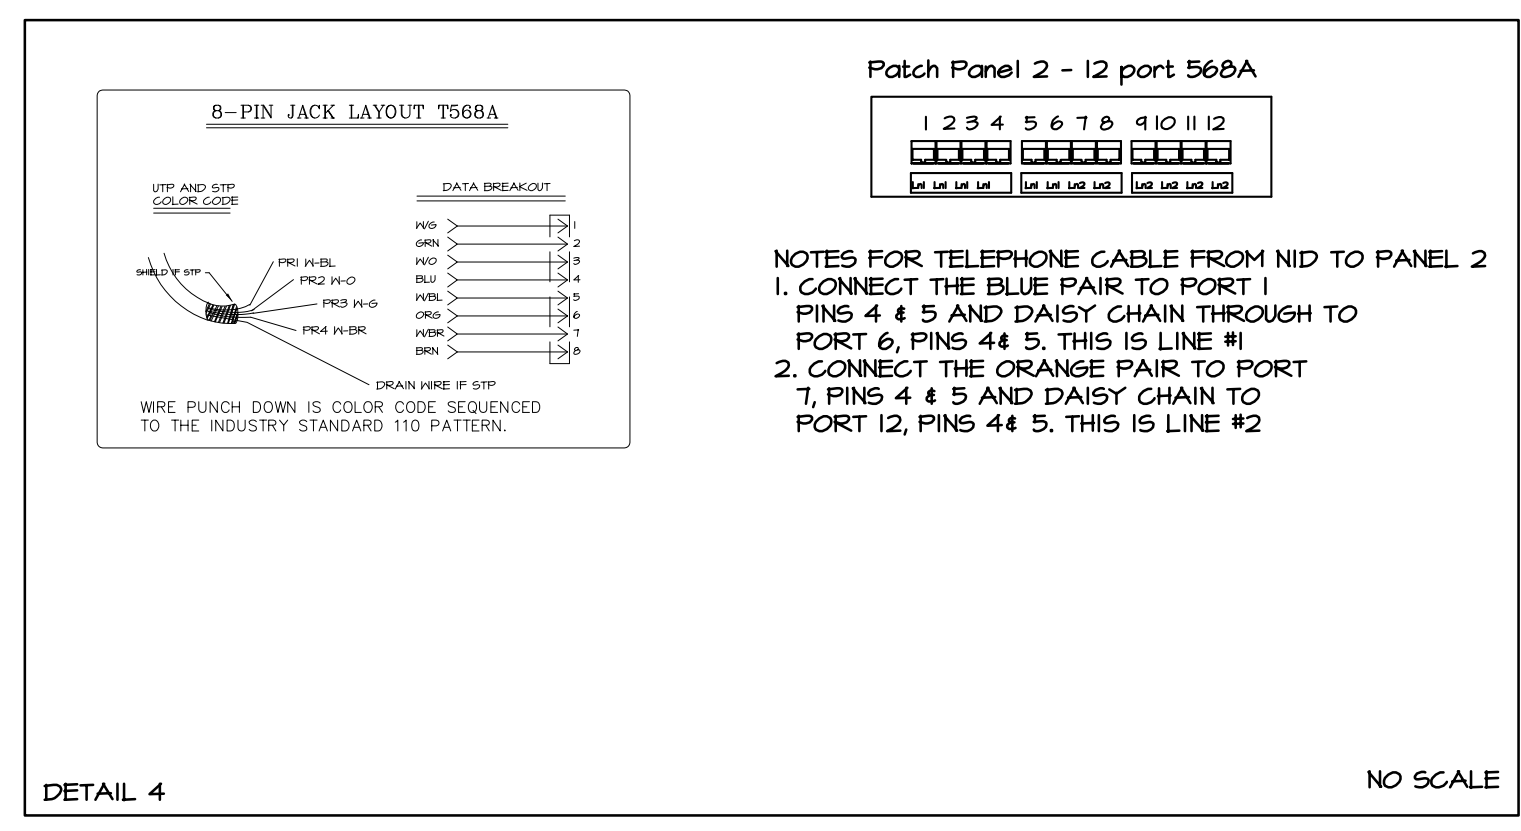 8-PIN JACK LAYOUT T568A
UTP AND STP
COLOR CODE
SHIELD IF STP
PR1 W-BL
PR2 W-O
PR3 W-G
PR4 W-BR
DRAIN WIRE IF STP
DATA BREAKOUT
W/G 1
GRN 2
W/O 3
BLU 4
W/BL 5
ORG 6
W/BR 7
BRN 8
WIRE PUNCH DOWN IS COLOR CODE SEQUENCED
TO THE INDUSTRY STANDARD 110 PATTERN.
Patch Panel 2 - 12 port 568A
1 2 3 4 5 6 7 8 9 10 11 12
Ln1 Ln1 Ln1 Ln1 Ln1 Ln1 Ln2 Ln2 Ln2 Ln2 Ln2 Ln2
NOTES FOR TELEPHONE CABLE FROM NID TO PANEL 2
1. CONNECT THE BLUE PAIR TO PORT 1
PINS 4 & 5 AND DAISY CHAIN THROUGH TO
PORT 6, PINS 4& 5. THIS IS LINE #1
2. CONNECT THE ORANGE PAIR TO PORT
7, PINS 4 & 5 AND DAISY CHAIN TO
PORT 12, PINS 4& 5. THIS IS LINE #2
DETAIL 4
NO SCALE